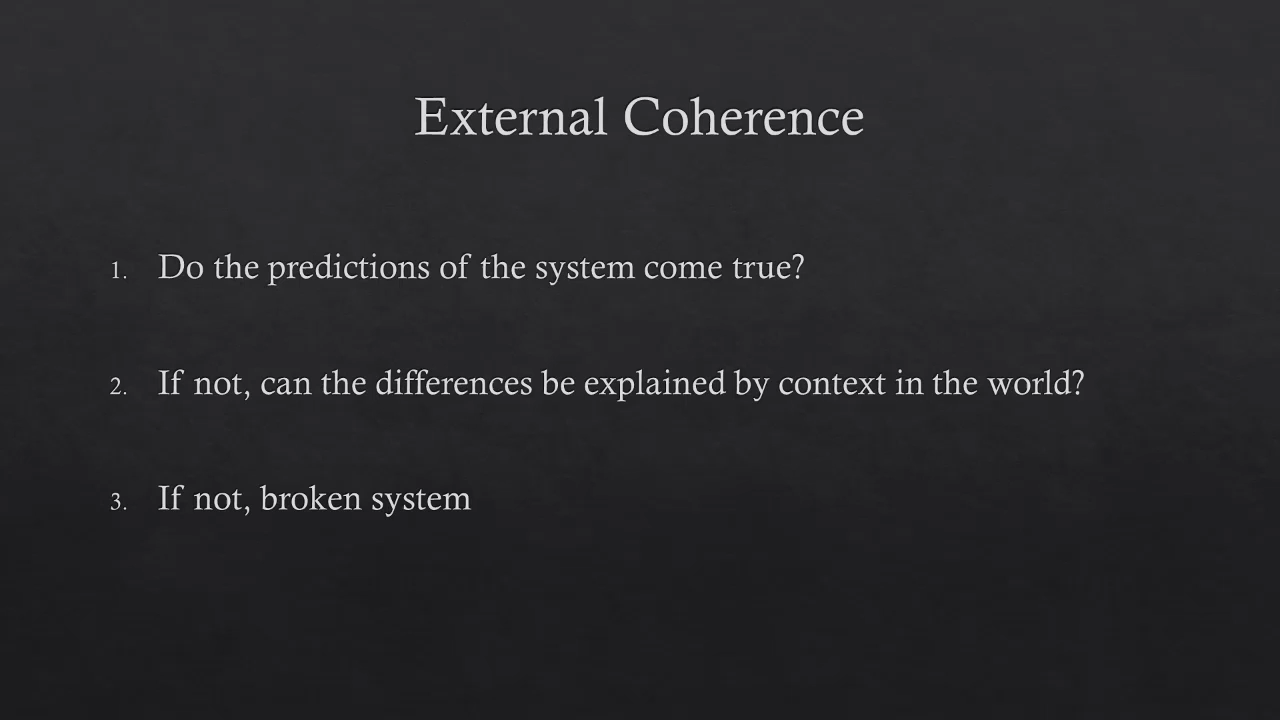 External Coherence
1. Do the predictions of the system come true?
2. If not, can the differences be explained by context in the world?
3. If not, broken system